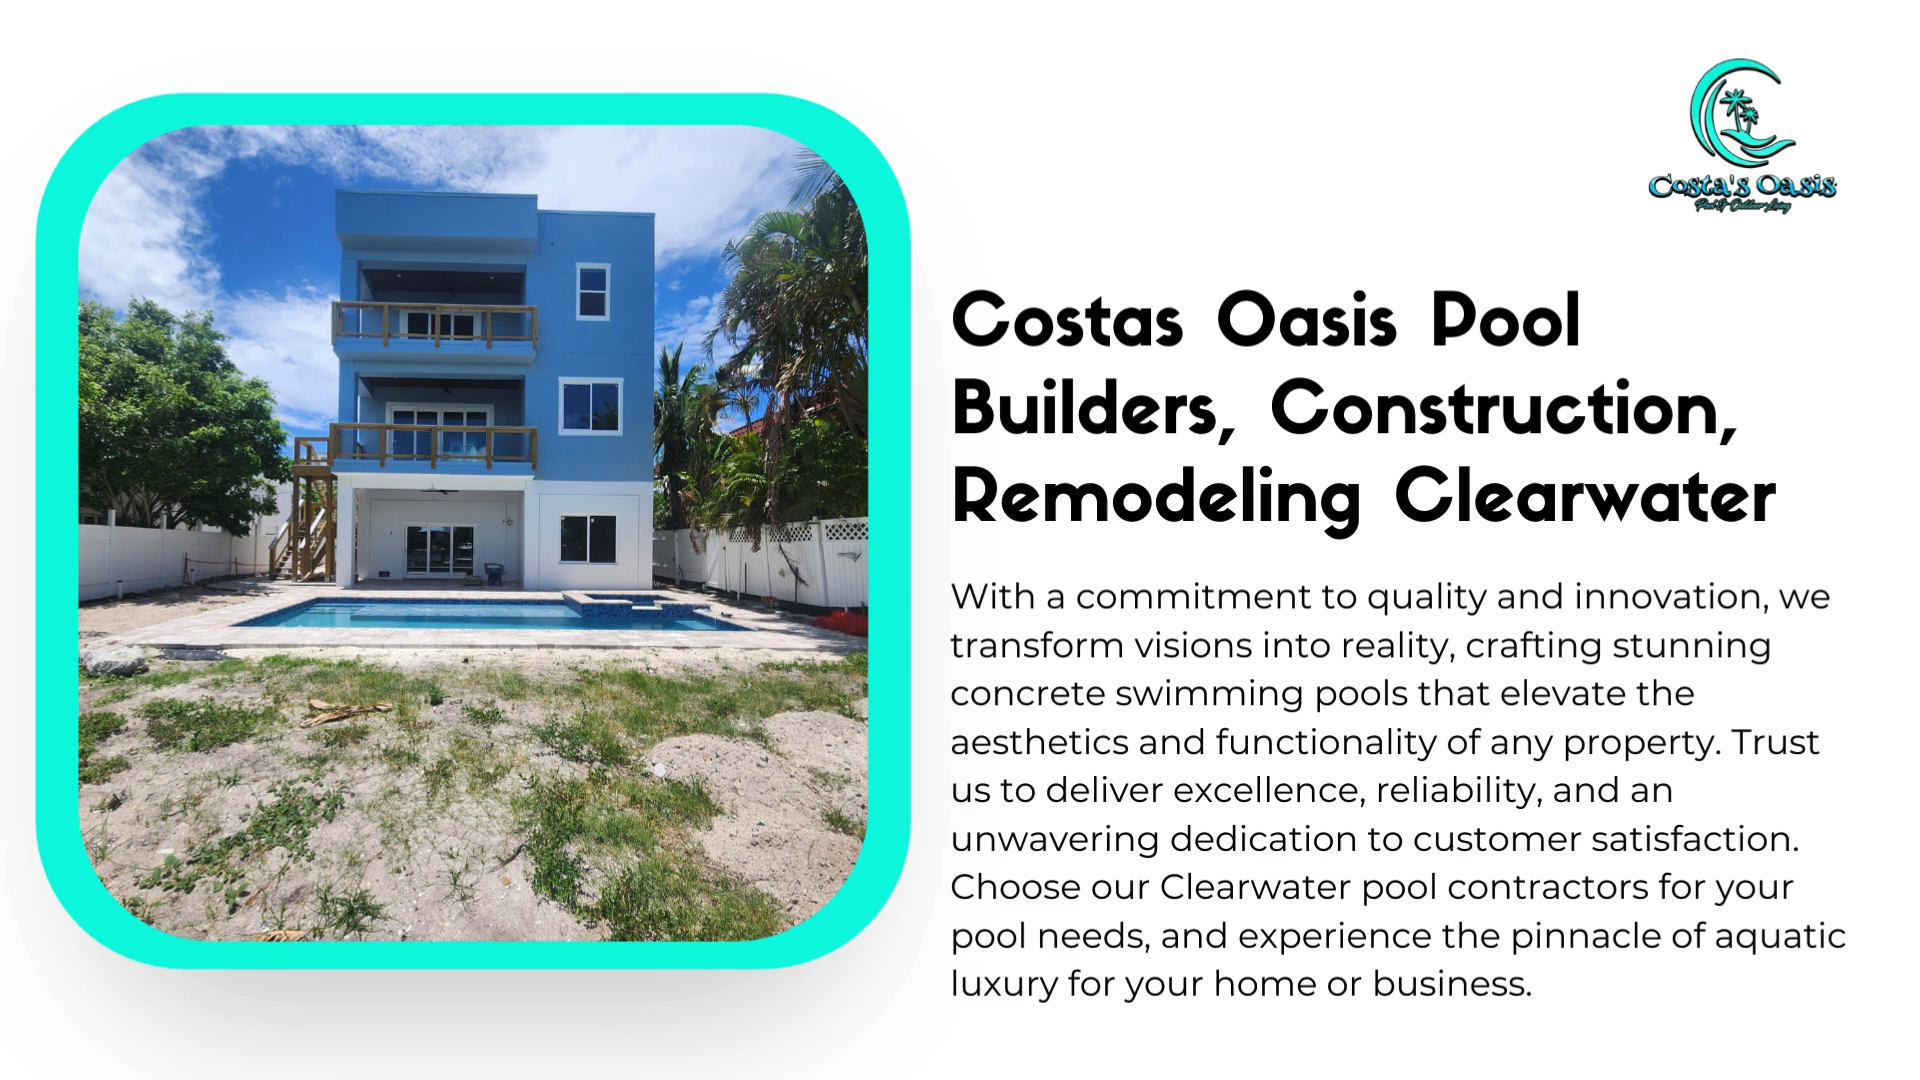 Costa's Oasis
Pool & Outdoor Living
Costas Oasis Pool
Builders, Construction,
Remodeling Clearwater
With a commitment to quality and innovation, we
transform visions into reality, crafting stunning
concrete swimming pools that elevate the
aesthetics and functionality of any property. Trust
us to deliver excellence, reliability, and an
unwavering dedication to customer satisfaction.
Choose our Clearwater pool contractors for your
pool needs, and experience the pinnacle of aquatic
luxury for your home or business.